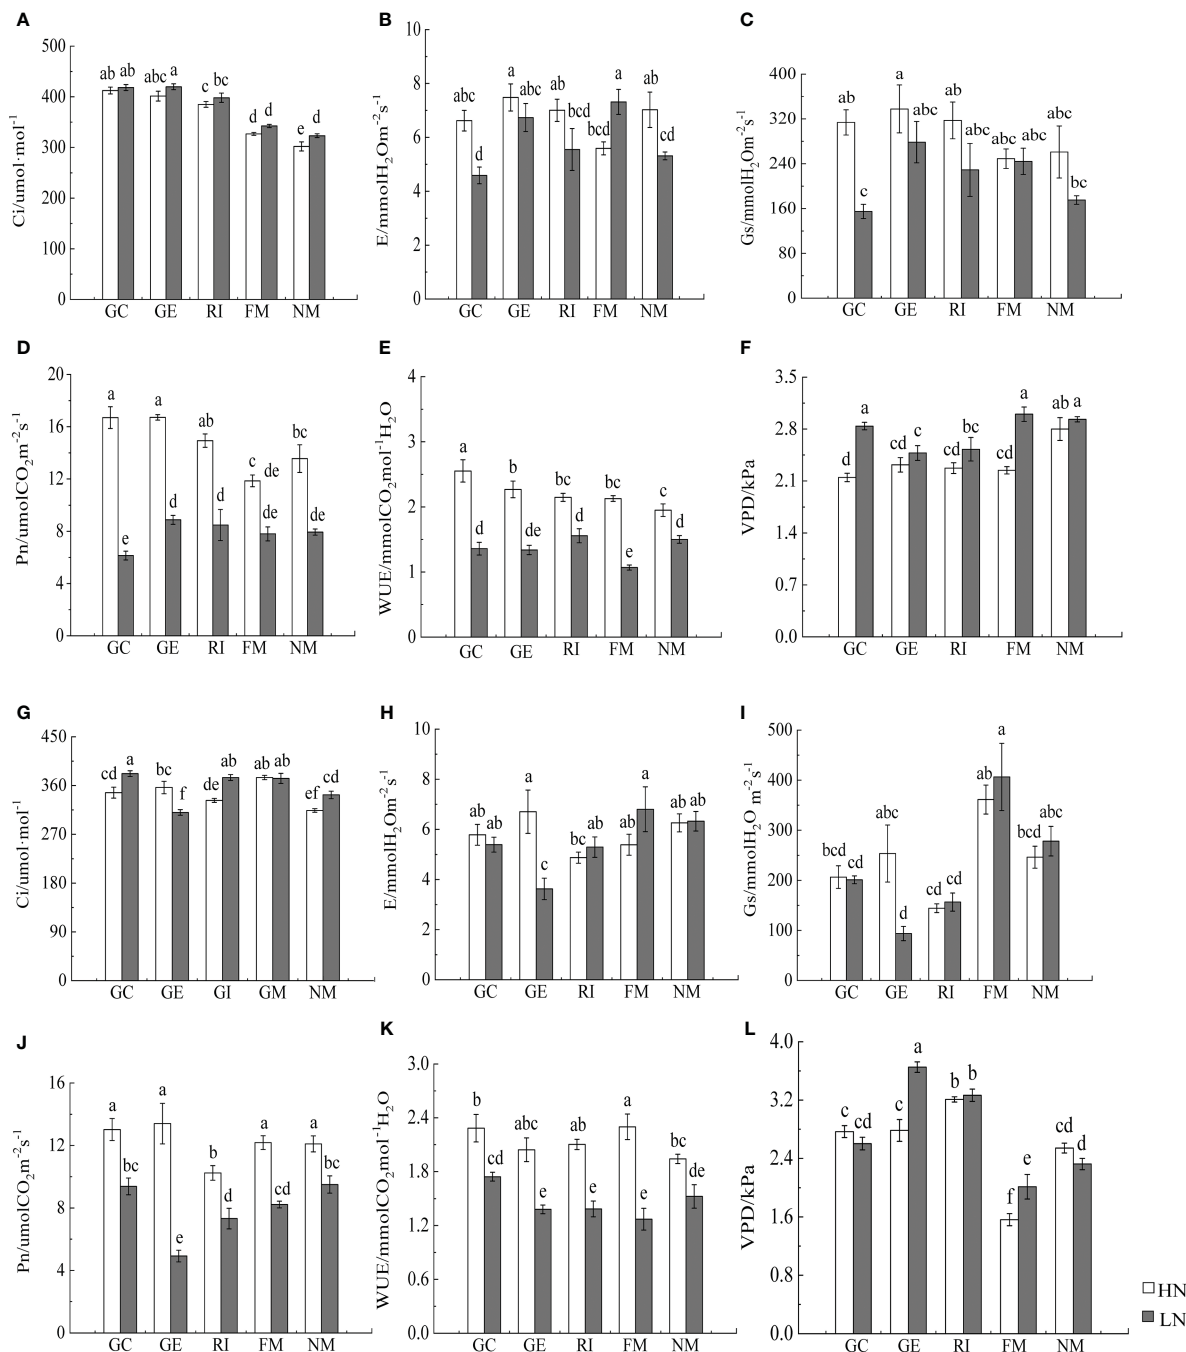 A
Ci/umol·mol⁻¹
500
400
300
200
100
0
ab ab abc a c bc d d e d
GC GE RI FM NM
B
E/mmolH₂Om⁻²s⁻¹
10
8
6
4
2
0
abc d a abc ab bcd bcd a ab cd
GC GE RI FM NM
C
Gs/mmolH₂Om⁻²s⁻¹
400
320
240
160
80
0
ab c a abc ab abc abc abc abc bc
GC GE RI FM NM
D
Pn/umolCO₂m⁻²s⁻¹
20
16
12
8
4
0
a e a d ab d c de bc de
GC GE RI FM NM
E
WUE/mmolCO₂mol⁻¹H₂O
4
3
2
1
0
a d b de bc d bc e c d
GC GE RI FM NM
F
VPD/kPa
3.5
2.8
2.1
1.4
0.7
0.0
d a cd c cd bc cd a ab a
GC GE RI FM NM
G
Ci/umol·mol⁻¹
450
360
270
180
90
0
cd a bc f de ab ab ab ef cd
GC GE GI GM NM
H
E/mmolH₂Om⁻²s⁻¹
10
8
6
4
2
0
ab ab a c bc ab ab a ab ab
GC GE RI FM NM
I
Gs/mmolH₂O m⁻²s⁻¹
500
400
300
200
100
0
bcd cd abc d cd cd ab a bcd abc
GC GE RI FM NM
J
Pn/umolCO₂m⁻²s⁻¹
16
12
8
4
0
a bc a e b d a cd a bc
GC GE RI FM NM
K
WUE/mmolCO₂mol⁻¹H₂O
3.0
2.4
1.8
1.2
0.6
0.0
b cd abc e ab e a e bc de
GC GE RI FM NM
L
VPD/kPa
4.0
3.2
2.4
1.6
0.8
0.0
c cd c a b b f e cd d
GC GE RI FM NM
HN
LN